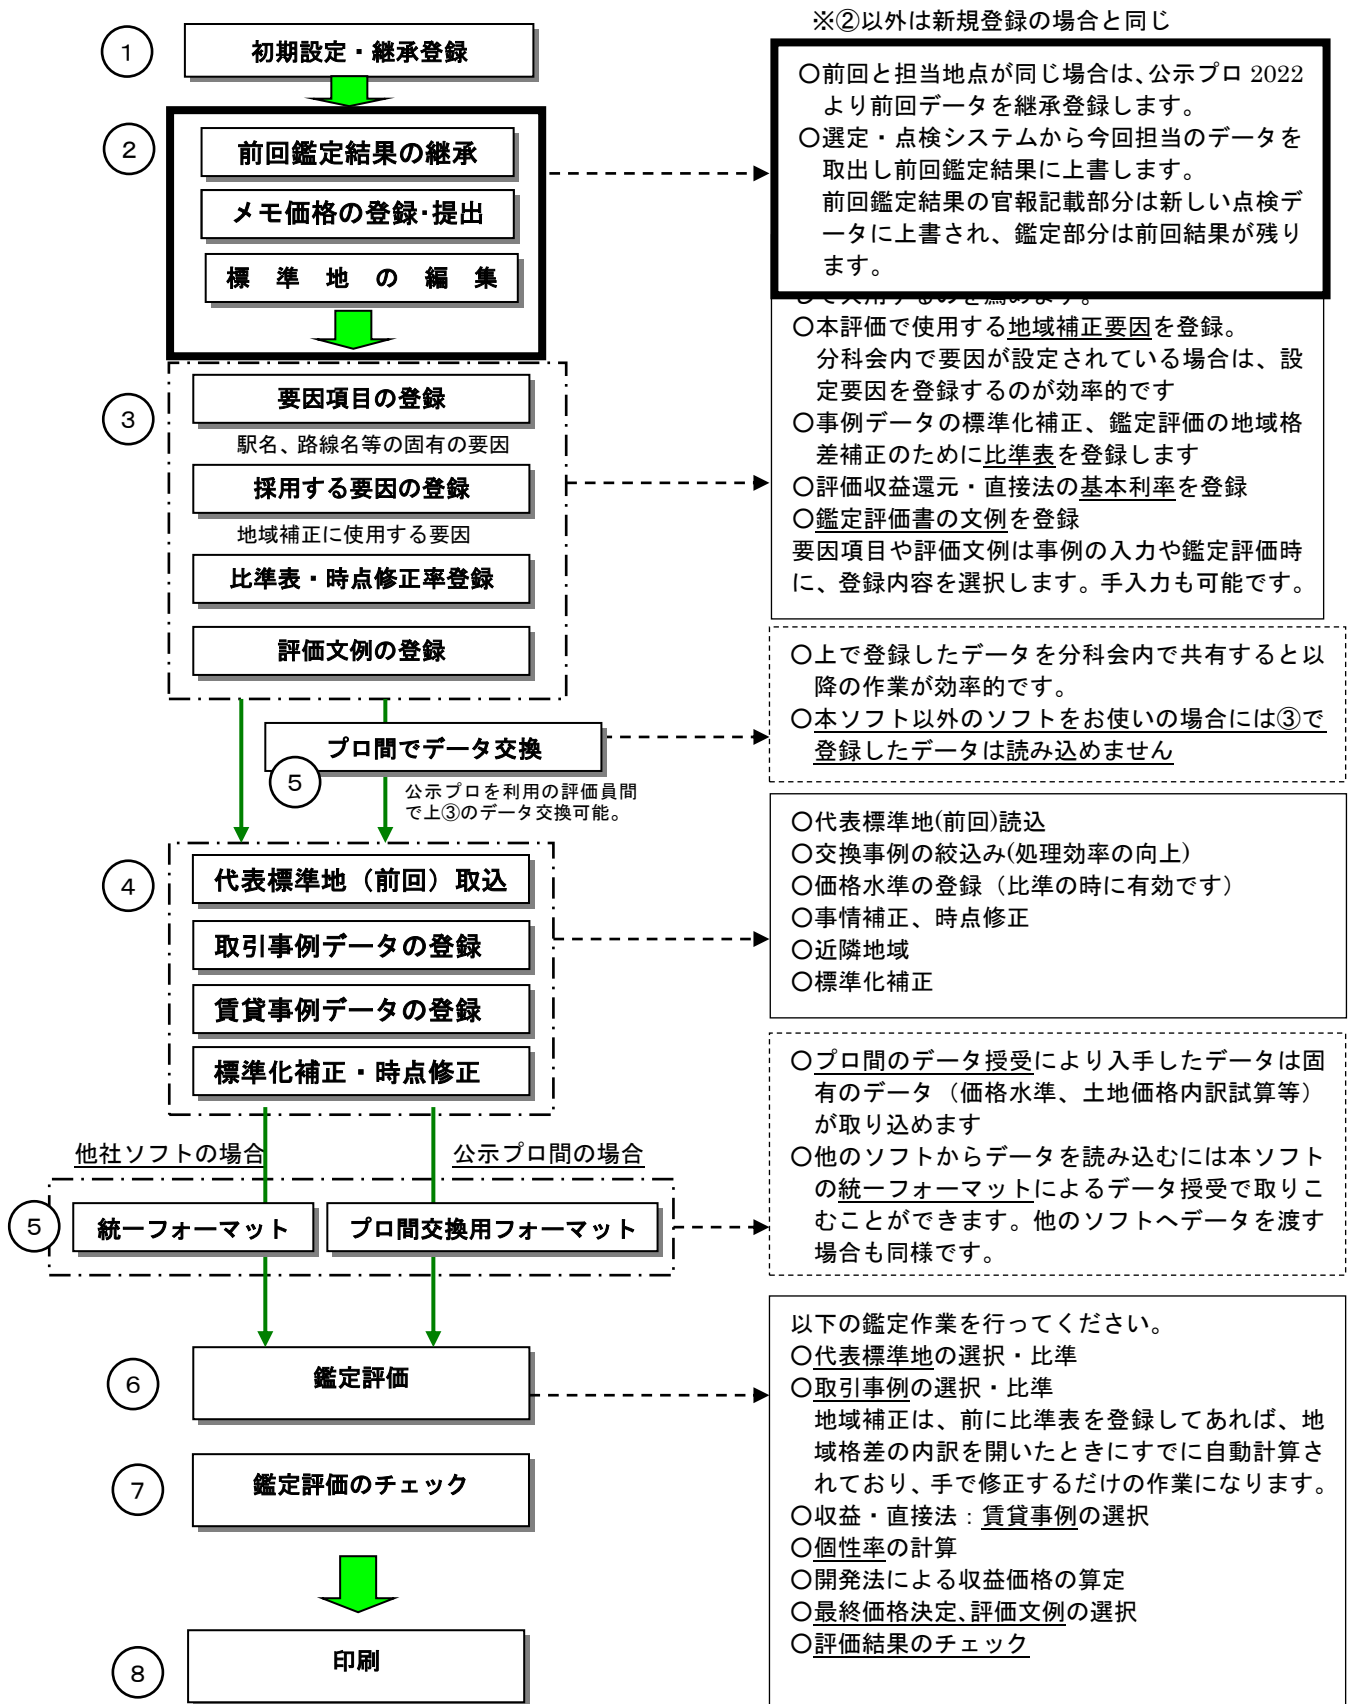 ※②以外は新規登録の場合と同じ
1
初期設定・継承登録
2
前回鑑定結果の継承
メモ価格の登録・提出
標 準 地 の 編 集
〇前回と担当地点が同じ場合は、公示プロ 2022
より前回データを継承登録します。
〇選定・点検システムから今回担当のデータを
取出し前回鑑定結果に上書します。
前回鑑定結果の官報記載部分は新しい点検デ
ータに上書され、鑑定部分は前回結果が残り
ます。
3
要因項目の登録
駅名、路線名等の固有の要因
採用する要因の登録
地域補正に使用する要因
比準表・時点修正率登録
評価文例の登録
〇本評価で使用する地域補正要因を登録。
分科会内で要因が設定されている場合は、設
定要因を登録するのが効率的です
〇事例データの標準化補正、鑑定評価の地域格
差補正のために比準表を登録します
〇評価収益還元・直接法の基本利率を登録
〇鑑定評価書の文例を登録
要因項目や評価文例は事例の入力や鑑定評価時
に、登録内容を選択します。手入力も可能です。
プロ間でデータ交換
5
公示プロを利用の評価員間
で上③のデータ交換可能。
〇上で登録したデータを分科会内で共有すると以
降の作業が効率的です。
〇本ソフト以外のソフトをお使いの場合には③で
登録したデータは読み込めません
4
代表標準地（前回）取込
取引事例データの登録
賃貸事例データの登録
標準化補正・時点修正
〇代表標準地(前回)読込
〇交換事例の絞込み(処理効率の向上)
〇価格水準の登録（比準の時に有効です）
〇事情補正、時点修正
〇近隣地域
〇標準化補正
他社ソフトの場合
公示プロ間の場合
5
統一フォーマット
プロ間交換用フォーマット
〇プロ間のデータ授受により入手したデータは固
有のデータ（価格水準、土地価格内訳試算等）
が取り込めます
〇他のソフトからデータを読み込むには本ソフト
の統一フォーマットによるデータ授受で取りこ
むことができます。他のソフトへデータを渡す
場合も同様です。
6
鑑定評価
7
鑑定評価のチェック
8
印刷
以下の鑑定作業を行ってください。
〇代表標準地の選択・比準
〇取引事例の選択・比準
地域補正は、前に比準表を登録してあれば、地
域格差の内訳を開いたときにすでに自動計算さ
れており、手で修正するだけの作業になります。
〇収益・直接法：賃貸事例の選択
〇個性率の計算
〇開発法による収益価格の算定
〇最終価格決定、評価文例の選択
〇評価結果のチェック